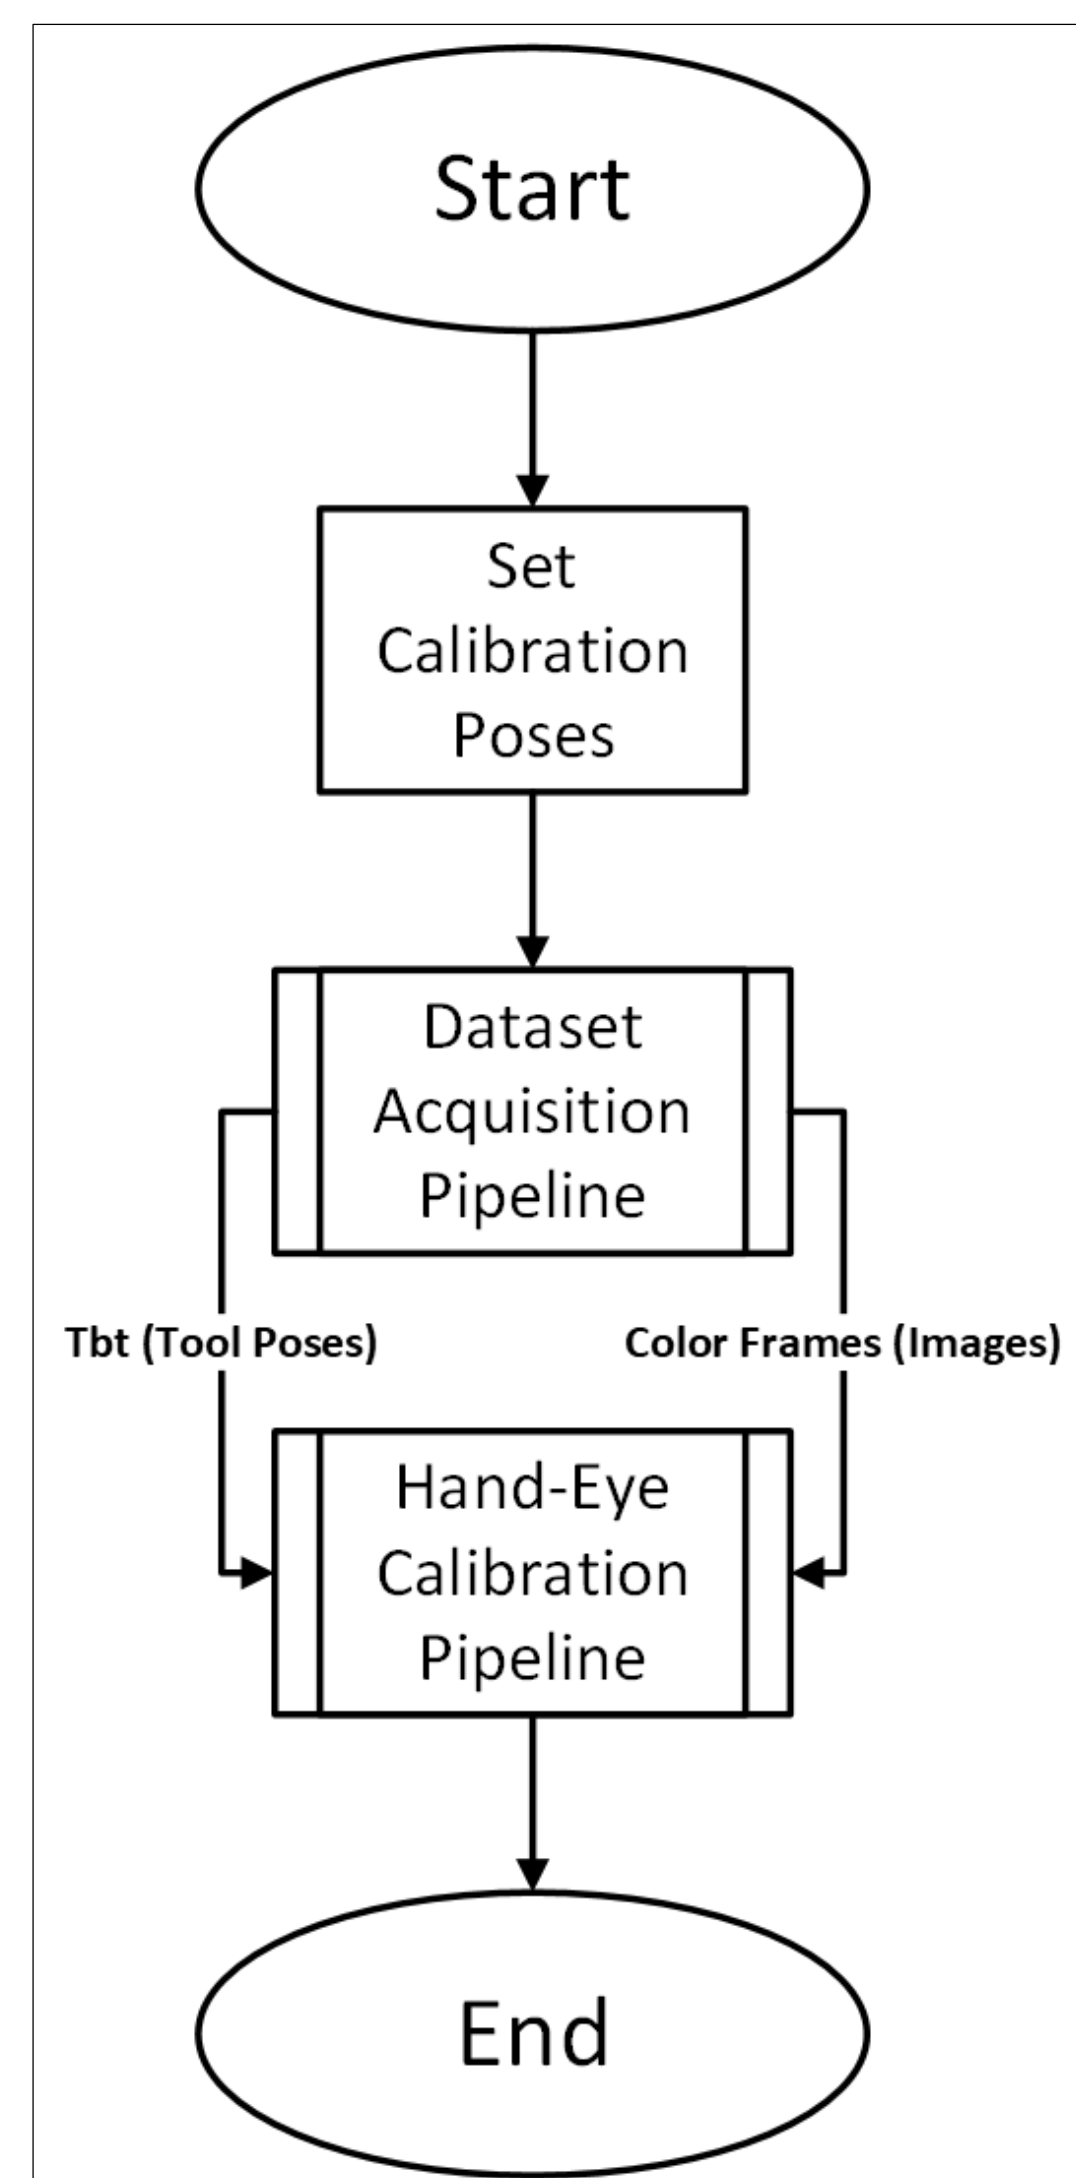 Start
Set
Calibration
Poses
Dataset
Acquisition
Pipeline
Tbt (Tool Poses)
Color Frames (Images)
Hand-Eye
Calibration
Pipeline
End